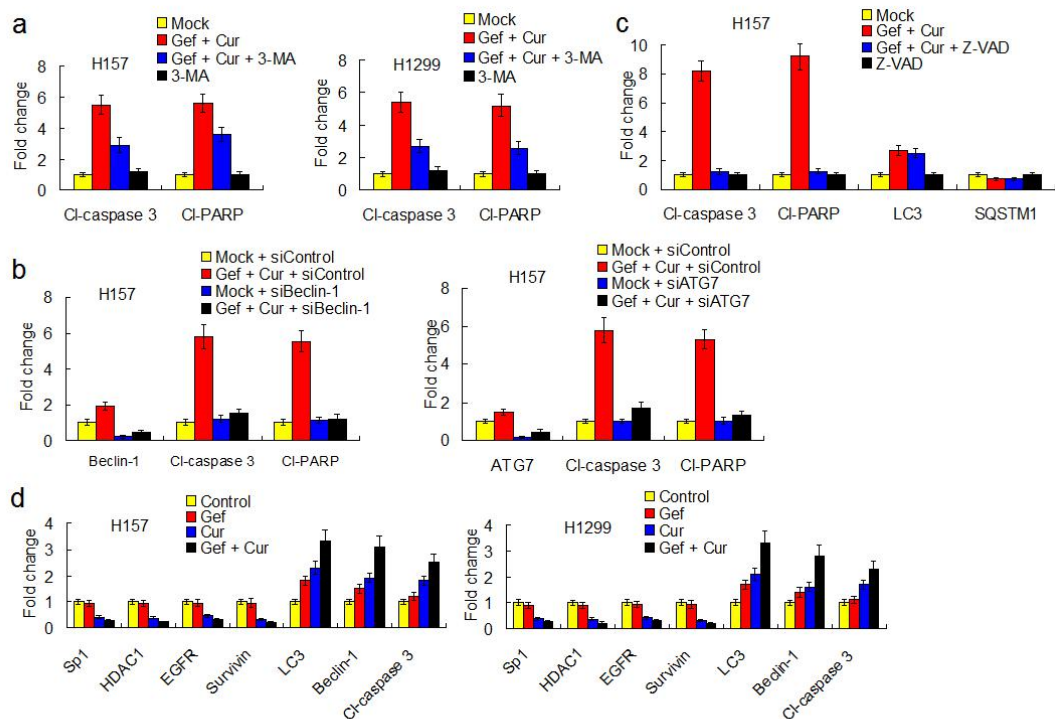 a
H157
Mock
Gef + Cur
Gef + Cur + 3-MA
3-MA
Fold change
8
6
4
2
0
Cl-caspase 3
Cl-PARP
H1299
Mock
Gef + Cur
Gef + Cur + 3-MA
3-MA
Fold change
8
6
4
2
0
Cl-caspase 3
Cl-PARP
c
H157
Mock
Gef + Cur
Gef + Cur + Z-VAD
Z-VAD
Fold change
10
8
6
4
2
0
Cl-caspase 3
Cl-PARP
LC3
SQSTM1
b
H157
Mock + siControl
Gef + Cur + siControl
Mock + siBeclin-1
Gef + Cur + siBeclin-1
Fold change
8
6
4
2
0
Beclin-1
Cl-caspase 3
Cl-PARP
H157
Mock + siControl
Gef + Cur + siControl
Mock + siATG7
Gef + Cur + siATG7
Fold change
8
6
4
2
0
ATG7
Cl-caspase 3
Cl-PARP
d
H157
Control
Gef
Cur
Gef + Cur
Fold change
4
3
2
1
0
Sp1
HDAC1
EGFR
Survivin
LC3
Beclin-1
Cl-caspase 3
H1299
Control
Gef
Cur
Gef + Cur
Fold change
4
3
2
1
0
Sp1
HDAC1
EGFR
Survivin
LC3
Beclin-1
Cl-caspase 3